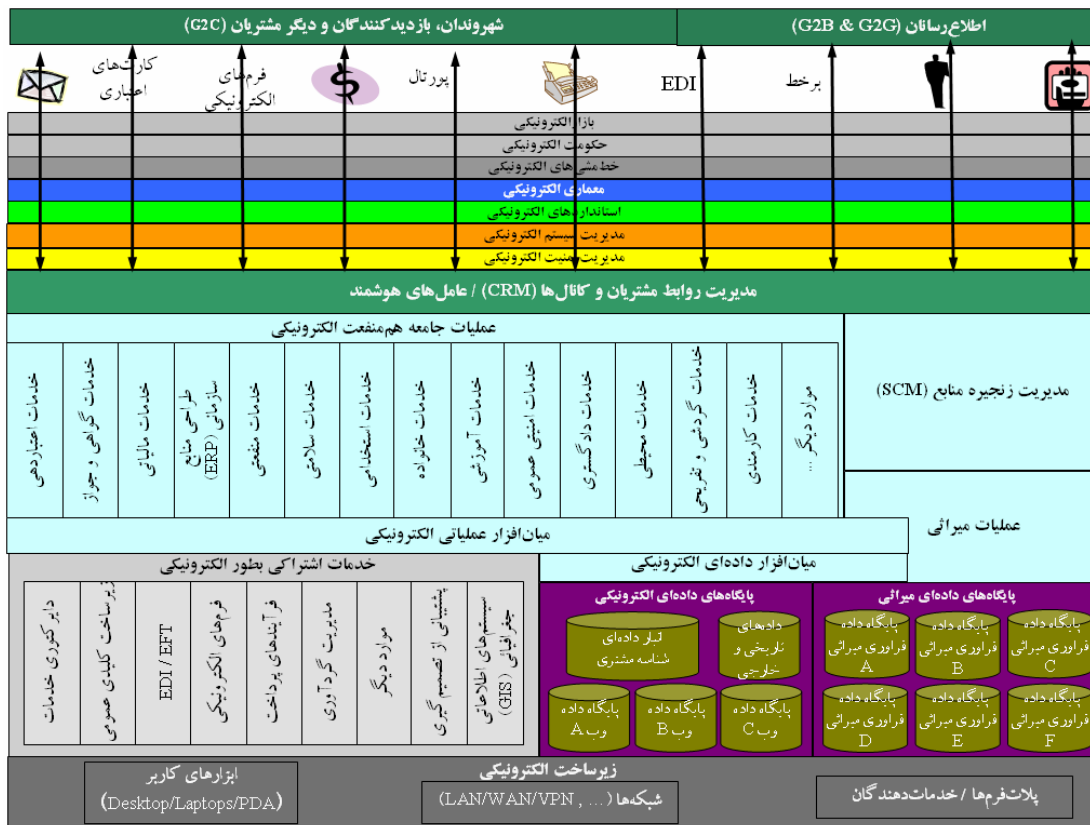 اطلاع‌رسانان (G2B & G2G)
شهروندان، بازدیدکنندگان و دیگر مشتریان (G2C)
برخط
EDI
پورتال
فرم‌های
الکترونیکی
کارت‌های
اعتباری
بازار الکترونیکی
حکومت الکترونیکی
خط‌مشی‌های الکترونیکی
معماری الکترونیکی
استانداردهای الکترونیکی
مدیریت سیستم الکترونیکی
مدیریت امنیت الکترونیکی
مدیریت روابط مشتریان و کانال‌ها (CRM) / عامل‌های هوشمند
عملیات جامعه هم‌منفعت الکترونیکی
مدیریت زنجیره منابع (SCM)
موارد دیگر ...
خدمات کارمندی
خدمات گردشی و تفریحی
خدمات محیطی
خدمات دادگستری
خدمات امنیتی عمومی
خدمات آموزشی
خدمات خانواده
خدمات استخدامی
خدمات سلامتی
خدمات منفعتی
طراحی منابع
سازمانی (ERP)
خدمات مالیاتی
خدمات گواهی و جواز
خدمات اعتباردهی
عملیات میراثی
میان‌افزار عملیاتی الکترونیکی
میان‌افزار داده‌ای الکترونیکی
خدمات اشتراکی بطور الکترونیکی
سیستم‌های اطلاعاتی
جغرافیائی (GIS)
پشتیبانی از تصمیم گیری
موارد دیگر
مدیریت گردآوری
فرآیندهای پرداخت
فرم‌های الکترونیکی
EDI / EFT
زیرساخت کلیدی عمومی
دایرکتوری خدمات
پایگاه‌های داده‌ای میراثی
پایگاه داده
فراوری میراثی
A
پایگاه داده
فراوری میراثی
B
پایگاه داده
فراوری میراثی
C
پایگاه داده
فراوری میراثی
D
پایگاه داده
فراوری میراثی
E
پایگاه داده
فراوری میراثی
F
پایگاه‌های داده‌ای الکترونیکی
داده‌های
تاریخی و
خارجی
انبار داده‌ای
شناسه مشتری
پایگاه داده
وب A
پایگاه داده
وب B
پایگاه داده
وب C
زیرساخت الکترونیکی
پلات‌فرم‌ها / خدمات‌دهندگان
شبکه‌ها (LAN/WAN/VPN , ...)
ابزارهای کاربر
(Desktop/Laptops/PDA)